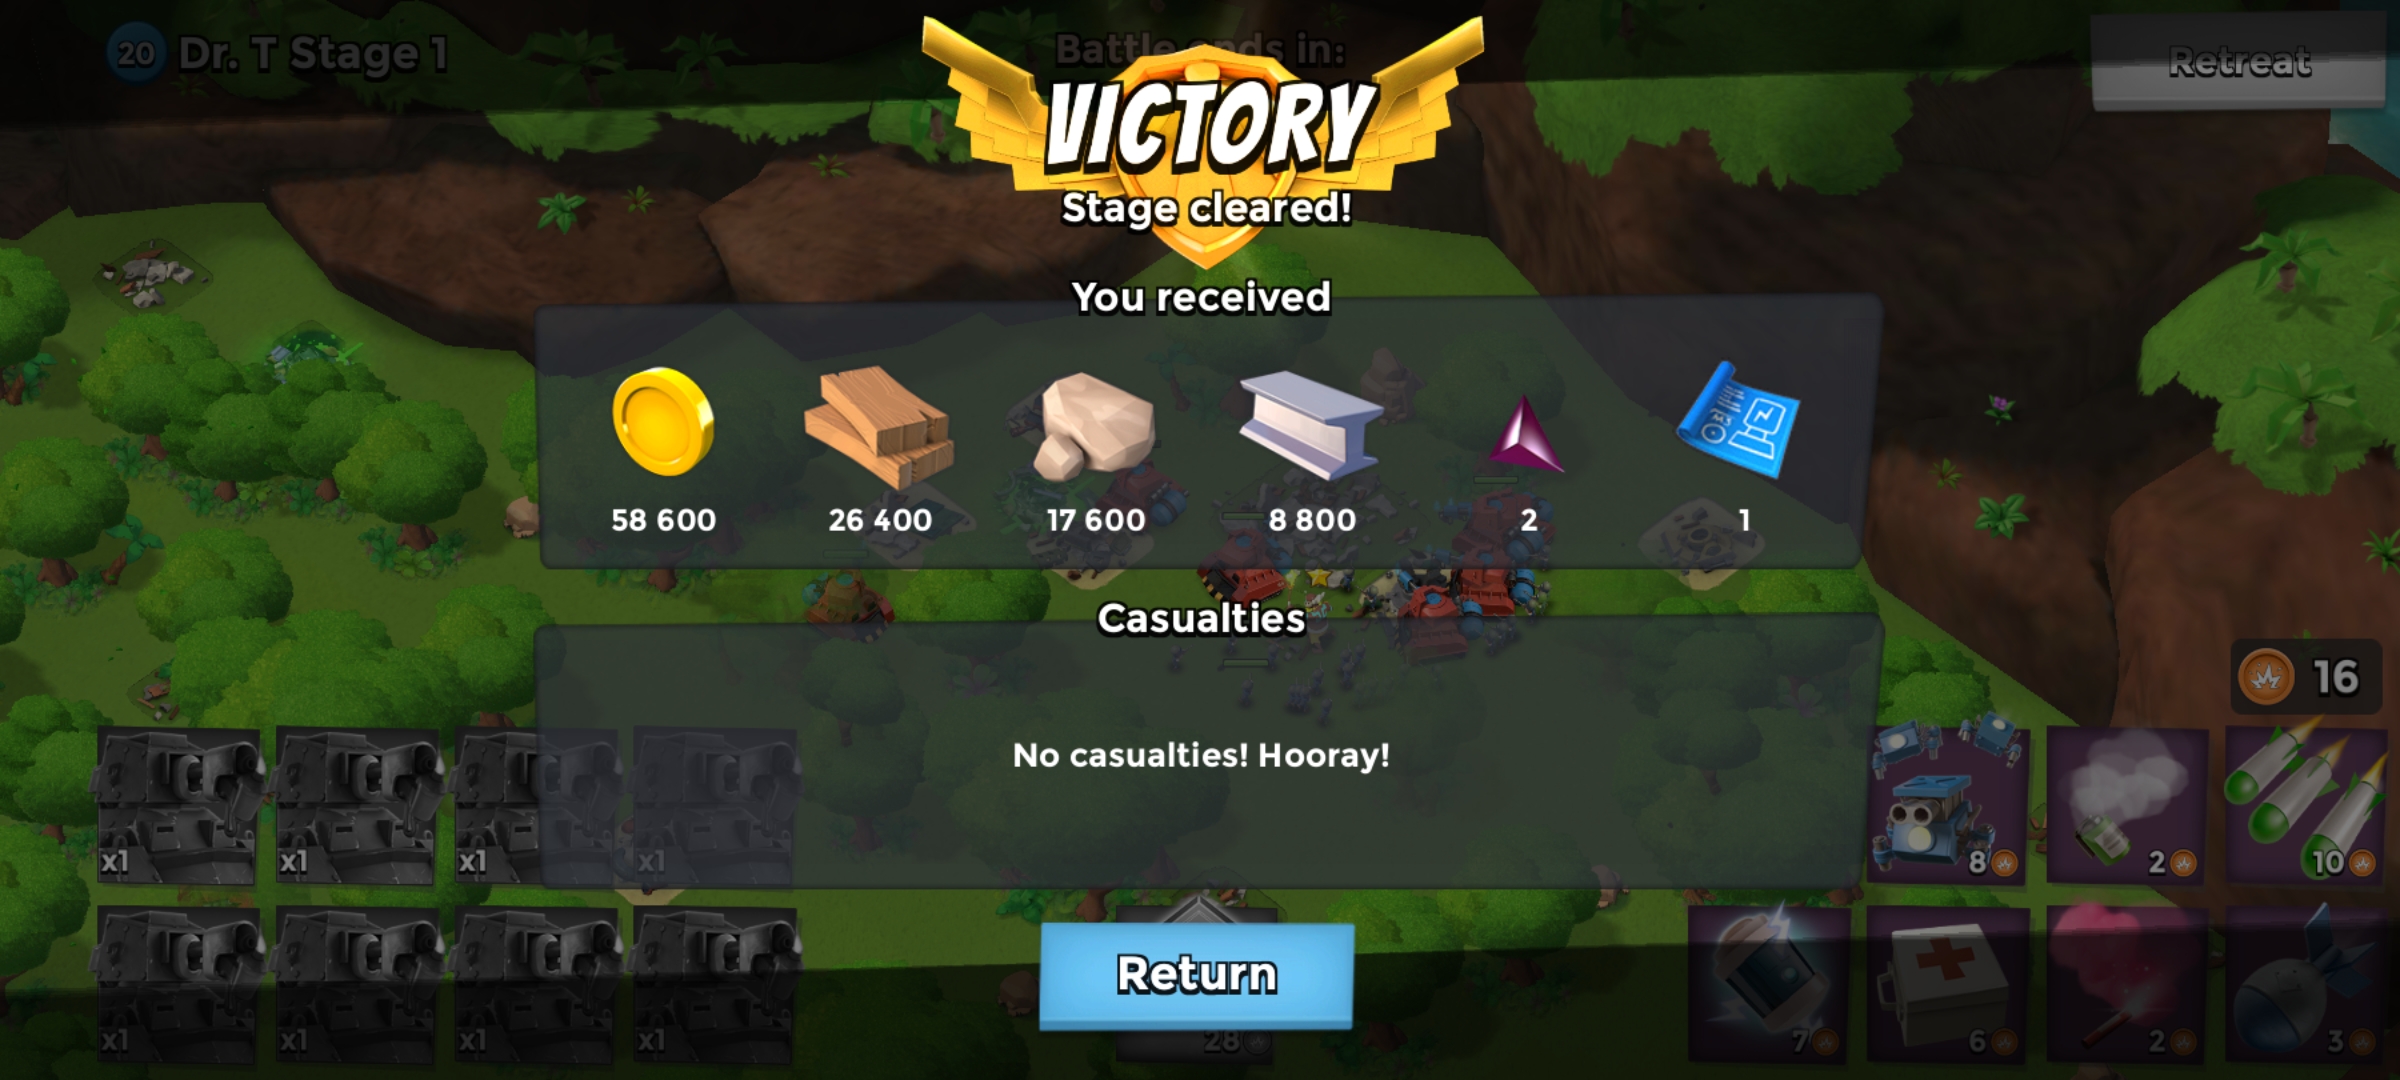 20 Dr. T Stage 1
Battle ends in:
Retreat
VICTORY
Stage cleared!
You received
58 600
26 400
17 600
8 800
2
1
Casualties
No casualties! Hooray!
16
x1
x1
x1
x1
8
2
10
x1
x1
x1
x1
Return
28
7
6
2
3